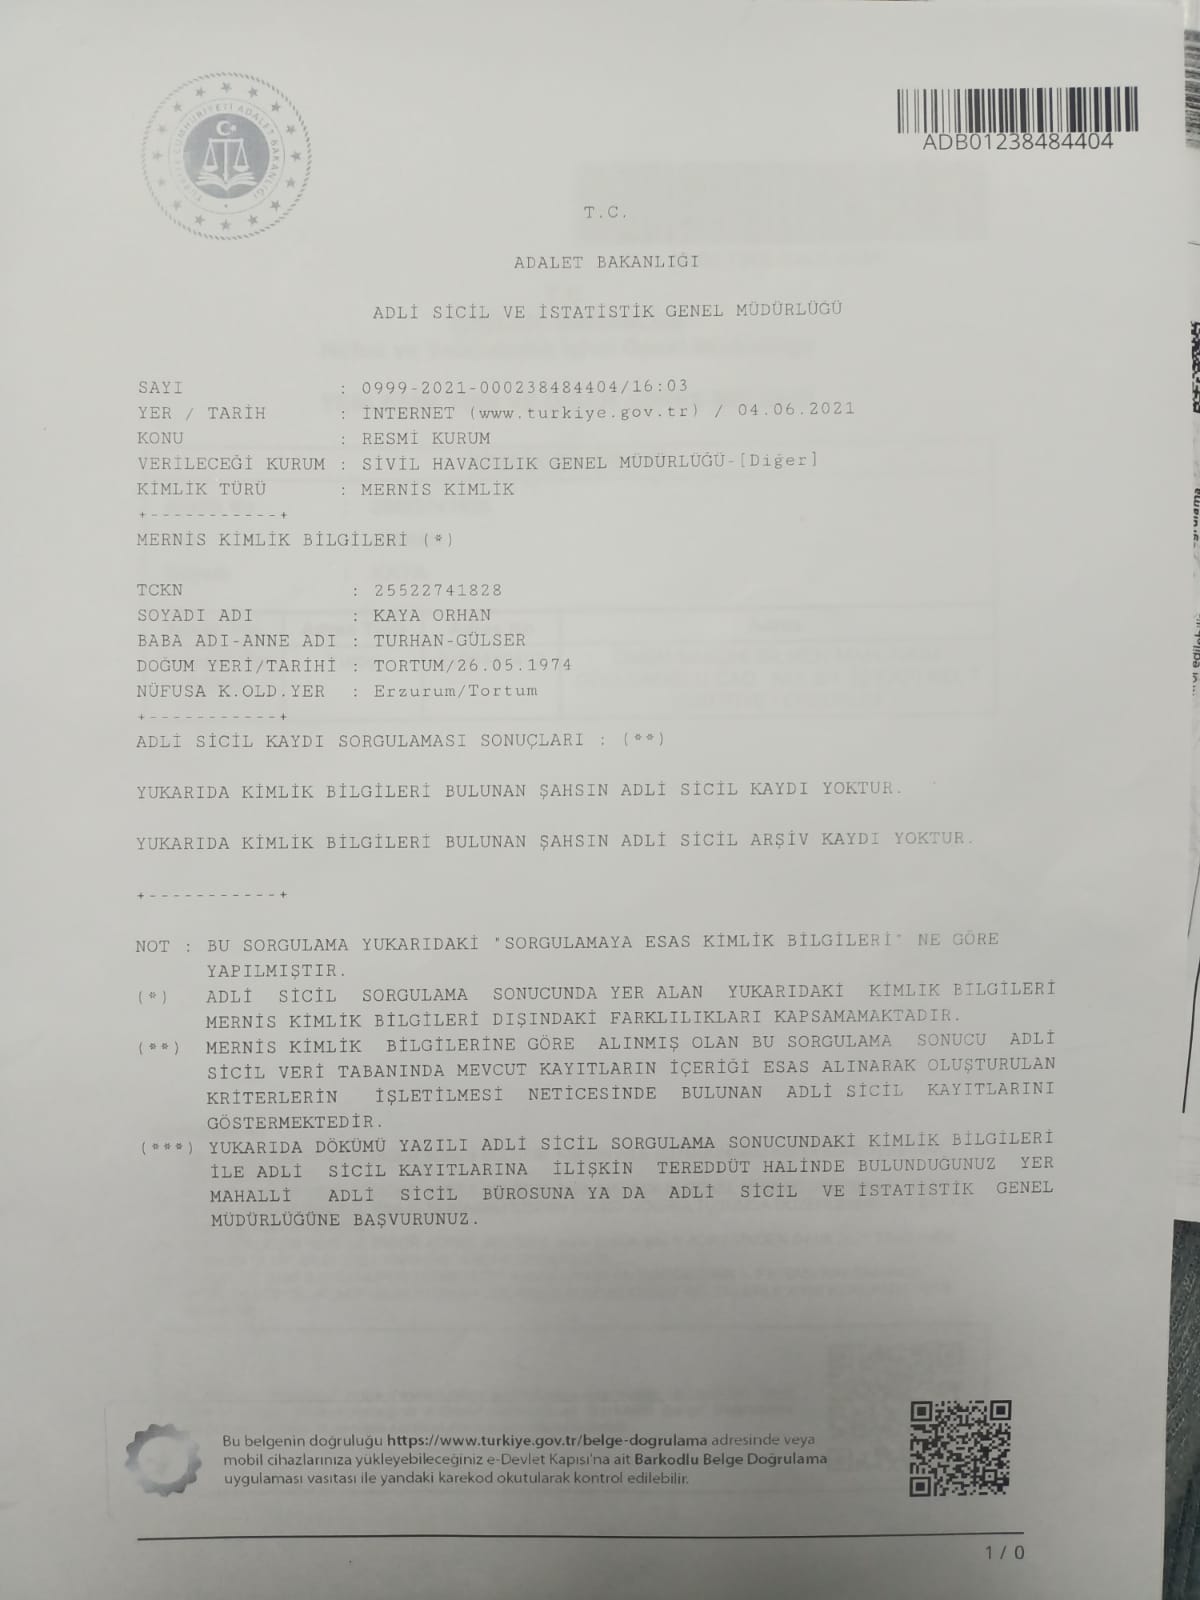 TÜRKİYE CUMHURİYETİ ADALET BAKANLIĞI
ADB01238484404
T.C.
ADALET BAKANLIĞI
ADLİ SİCİL VE İSTATİSTİK GENEL MÜDÜRLÜĞÜ
SAYI : 0999-2021-000238484404/16:03
YER / TARİH : İNTERNET (www.turkiye.gov.tr) / 04.06.2021
KONU : RESMİ KURUM
VERİLECEĞİ KURUM : SİVİL HAVACILIK GENEL MÜDÜRLÜĞÜ-[Diğer]
KİMLİK TÜRÜ : MERNİS KİMLİK
+-----------+
MERNİS KİMLİK BİLGİLERİ (*)
TCKN : 25522741828
SOYADI ADI : KAYA ORHAN
BABA ADI-ANNE ADI : TURHAN-GÜLSER
DOĞUM YERİ/TARİHİ : TORTUM/26.05.1974
NÜFUSA K.OLD.YER : Erzurum/Tortum
+-----------+
ADLİ SİCİL KAYDI SORGULAMASI SONUÇLARI : (**)
YUKARIDA KİMLİK BİLGİLERİ BULUNAN ŞAHSIN ADLİ SİCİL KAYDI YOKTUR.
YUKARIDA KİMLİK BİLGİLERİ BULUNAN ŞAHSIN ADLİ SİCİL ARŞİV KAYDI YOKTUR.
+-----------+
NOT : BU SORGULAMA YUKARIDAKİ "SORGULAMAYA ESAS KİMLİK BİLGİLERİ" NE GÖRE
YAPILMIŞTIR.
(*) ADLİ SİCİL SORGULAMA SONUCUNDA YER ALAN YUKARIDAKİ KİMLIK BİLGİLERİ
MERNİS KİMLİK BİLGİLERİ DIŞINDAKİ FARKLILIKLARI KAPSAMAMAKTADIR.
(**) MERNİS KİMLİK BİLGİLERİNE GÖRE ALINMIŞ OLAN BU SORGULAMA SONUCU ADLİ
SİCİL VERİ TABANINDA MEVCUT KAYITLARIN İÇERİĞİ ESAS ALINARAK OLUŞTURULAN
KRİTERLERİN İŞLETİLMESİ NETİCESİNDE BULUNAN ADLİ SİCİL KAYITLARINI
GÖSTERMEKTEDİR.
(***) YUKARIDA DÖKÜMÜ YAZILI ADLİ SİCİL SORGULAMA SONUCUNDAKİ KİMLİK BİLGİLERİ
İLE ADLİ SİCİL KAYITLARINA İLİŞKİN TEREDDÜT HALİNDE BULUNDUĞUNUZ YER
MAHALLİ ADLİ SİCİL BÜROSUNA YA DA ADLİ SİCİL VE İSTATİSTİK GENEL
MÜDÜRLÜĞÜNE BAŞVURUNUZ.
Bu belgenin doğruluğu https://www.turkiye.gov.tr/belge-dogrulama adresinde veya
mobil cihazlarınıza yükleyebileceğiniz e-Devlet Kapısı'na ait Barkodlu Belge Doğrulama
uygulaması vasıtası ile yandaki karekod okutularak kontrol edilebilir.
1 / 0